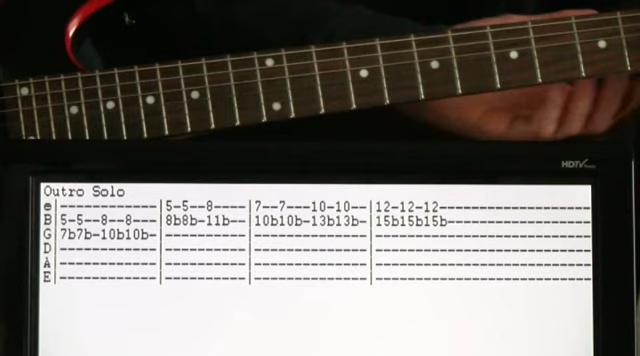 HDTV
Outro Solo
e|-----------|5-5--8----|7--7---10-10--|12-12-12-----------------
B|5-5--8--8----|8b8b-11b--|10b10b-13b13b-|15b15b15b----------------
G|7b7b-10b10b-|----------|--------------|-------------------------
D|------------|----------|--------------|-------------------------
A|------------|----------|--------------|-------------------------
E|------------|----------|--------------|-------------------------